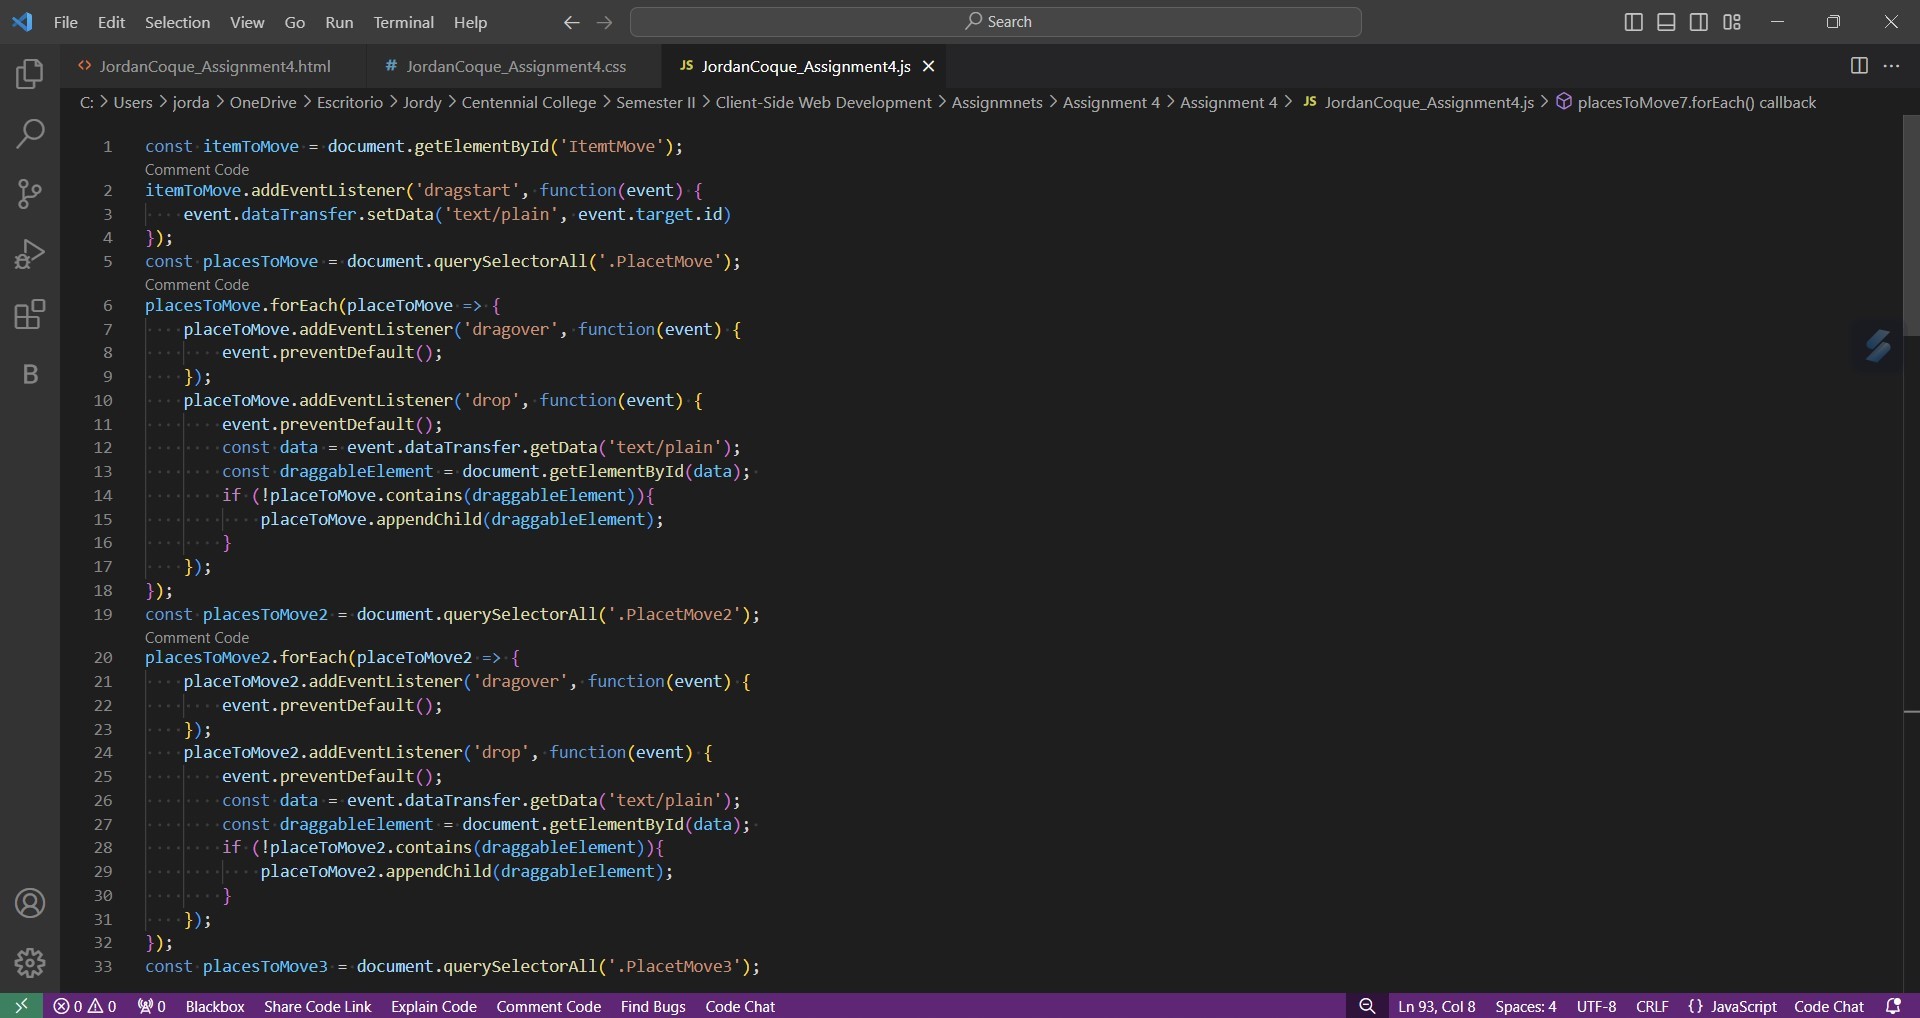 File Edit Selection View Go Run Terminal Help Search
JordanCoque_Assignment4.html # JordanCoque_Assignment4.css JS JordanCoque_Assignment4.js
C: > Users > jorda > OneDrive > Escritorio > Jordy > Centennial College > Semester II > Client-Side Web Development > Assignmnets > Assignment 4 > Assignment 4 > JS JordanCoque_Assignment4.js > placesToMove7.forEach() callback
1 const itemToMove = document.getElementById('ItemtMove');
Comment Code
2 itemToMove.addEventListener('dragstart', function(event) {
3 event.dataTransfer.setData('text/plain', event.target.id)
4 });
5 const placesToMove = document.querySelectorAll('.PlacetMove');
Comment Code
6 placesToMove.forEach(placeToMove => {
7 placeToMove.addEventListener('dragover', function(event) {
8 event.preventDefault();
9 });
10 placeToMove.addEventListener('drop', function(event) {
11 event.preventDefault();
12 const data = event.dataTransfer.getData('text/plain');
13 const draggableElement = document.getElementById(data);
14 if (!placeToMove.contains(draggableElement)){
15 placeToMove.appendChild(draggableElement);
16 }
17 });
18 });
19 const placesToMove2 = document.querySelectorAll('.PlacetMove2');
Comment Code
20 placesToMove2.forEach(placeToMove2 => {
21 placeToMove2.addEventListener('dragover', function(event) {
22 event.preventDefault();
23 });
24 placeToMove2.addEventListener('drop', function(event) {
25 event.preventDefault();
26 const data = event.dataTransfer.getData('text/plain');
27 const draggableElement = document.getElementById(data);
28 if (!placeToMove2.contains(draggableElement)){
29 placeToMove2.appendChild(draggableElement);
30 }
31 });
32 });
33 const placesToMove3 = document.querySelectorAll('.PlacetMove3');
B
0 0 0 Blackbox Share Code Link Explain Code Comment Code Find Bugs Code Chat Ln 93, Col 8 Spaces: 4 UTF-8 CRLF {} JavaScript Code Chat